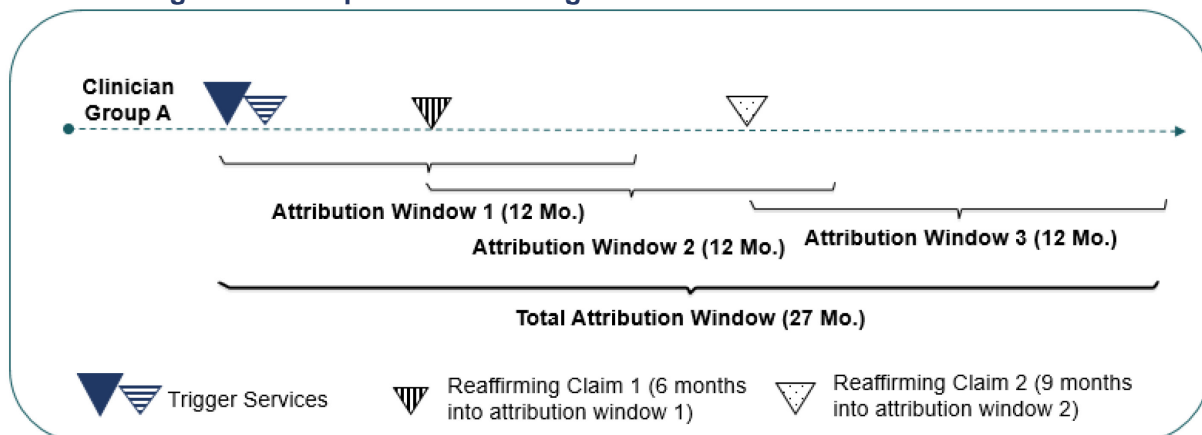 Clinician
Group A
Attribution Window 1 (12 Mo.)
Attribution Window 2 (12 Mo.)
Attribution Window 3 (12 Mo.)
Total Attribution Window (27 Mo.)
Trigger Services
Reaffirming Claim 1 (6 months
into attribution window 1)
Reaffirming Claim 2 (9 months
into attribution window 2)